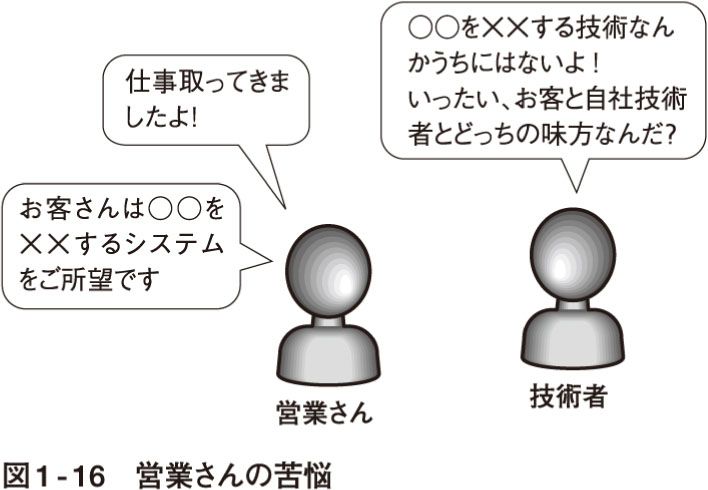 仕事取ってきま
したよ!
お客さんは○○を
××するシステム
をご所望です
○○を××する技術なん
かうちにはないよ！
いったい、お客と自社技術
者とどっちの味方なんだ?
営業さん
技術者
図1-16　営業さんの苦悩